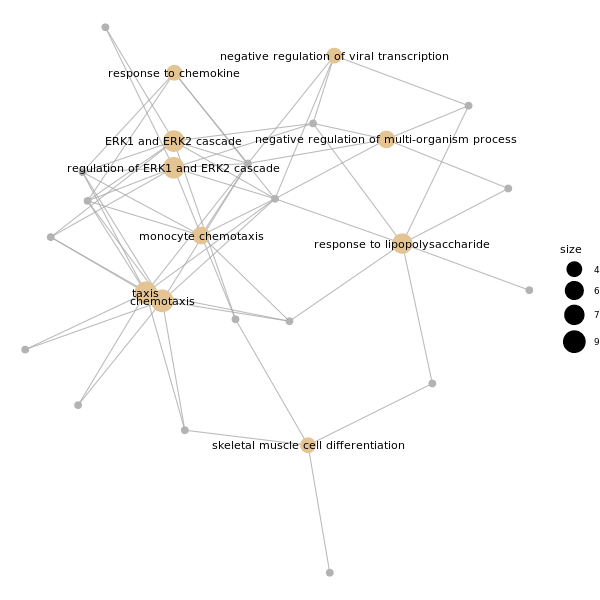 negative regulation of viral transcription
response to chemokine
ERK1 and ERK2 cascade
negative regulation of multi-organism process
regulation of ERK1 and ERK2 cascade
monocyte chemotaxis
response to lipopolysaccharide
size
4
6
7
9
taxis
chemotaxis
skeletal muscle cell differentiation